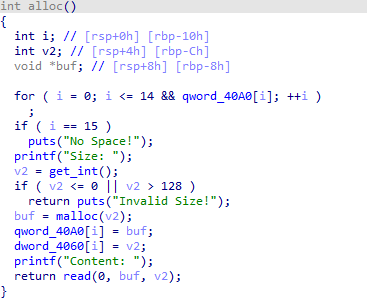 int alloc()
{
  int i; // [rsp+0h] [rbp-10h]
  int v2; // [rsp+4h] [rbp-Ch]
  void *buf; // [rsp+8h] [rbp-8h]

  for ( i = 0; i <= 14 && qword_40A0[i]; ++i )
    ;
  if ( i == 15 )
    puts("No Space!");
  printf("Size: ");
  v2 = get_int();
  if ( v2 <= 0 || v2 > 128 )
    return puts("Invalid Size!");
  buf = malloc(v2);
  qword_40A0[i] = buf;
  dword_4060[i] = v2;
  printf("Content: ");
  return read(0, buf, v2);
}